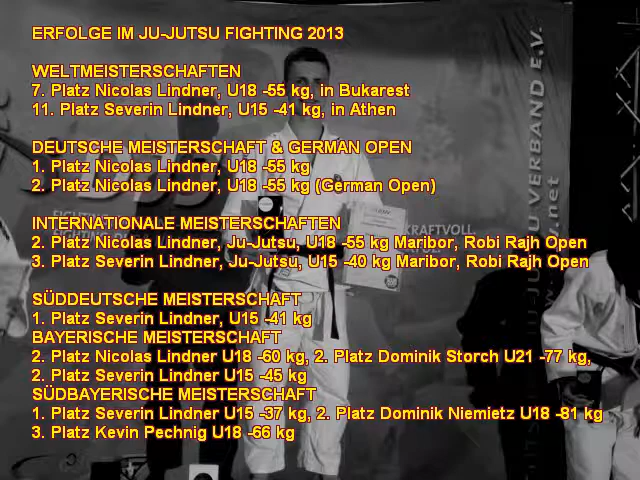 ERFOLGE IM JU-JUTSU FIGHTING 2013
WELTMEISTERSCHAFTEN
7. Platz Nicolas Lindner, U18 -55 kg, in Bukarest
11. Platz Severin Lindner, U15 -41 kg, in Athen
DEUTSCHE MEISTERSCHAFT & GERMAN OPEN
1. Platz Nicolas Lindner, U18 -55 kg
2. Platz Nicolas Lindner, U18 -55 kg (German Open)
INTERNATIONALE MEISTERSCHAFTEN
2. Platz Nicolas Lindner, Ju-Jutsu, U18 -55 kg Maribor, Robi Rajh Open
3. Platz Severin Lindner, Ju-Jutsu, U15 -40 kg Maribor, Robi Rajh Open
SÜDDEUTSCHE MEISTERSCHAFT
1. Platz Severin Lindner, U15 -41 kg
BAYERISCHE MEISTERSCHAFT
2. Platz Nicolas Lindner U18 -60 kg, 2. Platz Dominik Storch U21 -77 kg,
2. Platz Severin Lindner U15 -45 kg
SÜDBAYERISCHE MEISTERSCHAFT
1. Platz Severin Lindner U15 -37 kg, 2. Platz Dominik Niemietz U18 -81 kg
3. Platz Kevin Pechnig U18 -66 kg
KRAFTVOLL.
JU-JUTSU VERBAND E.V.
.net